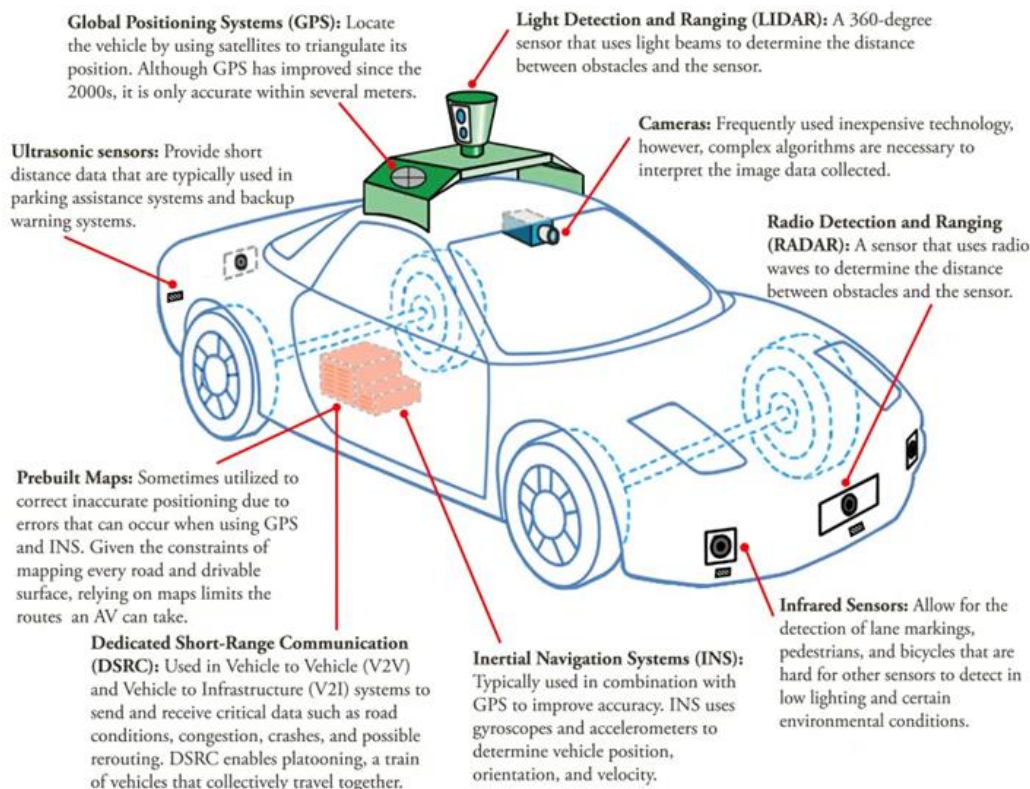 Global Positioning Systems (GPS): Locate
the vehicle by using satellites to triangulate its
position. Although GPS has improved since the
2000s, it is only accurate within several meters.
Light Detection and Ranging (LIDAR): A 360-degree
sensor that uses light beams to determine the distance
between obstacles and the sensor.
Cameras: Frequently used inexpensive technology,
however, complex algorithms are necessary to
interpret the image data collected.
Ultrasonic sensors: Provide short
distance data that are typically used in
parking assistance systems and backup
warning systems.
Radio Detection and Ranging
(RADAR): A sensor that uses radio
waves to determine the distance
between obstacles and the sensor.
Prebuilt Maps: Sometimes utilized to
correct inaccurate positioning due to
errors that can occur when using GPS
and INS. Given the constraints of
mapping every road and drivable
surface, relying on maps limits the
routes an AV can take.
Dedicated Short-Range Communication
(DSRC): Used in Vehicle to Vehicle (V2V)
and Vehicle to Infrastructure (V2I) systems to
send and receive critical data such as road
conditions, congestion, crashes, and possible
rerouting. DSRC enables platooning, a train
of vehicles that collectively travel together.
Inertial Navigation Systems (INS):
Typically used in combination with
GPS to improve accuracy. INS uses
gyroscopes and accelerometers to
determine vehicle position,
orientation, and velocity.
Infrared Sensors: Allow for the
detection of lane markings,
pedestrians, and bicycles that are
hard for other sensors to detect in
low lighting and certain
environmental conditions.